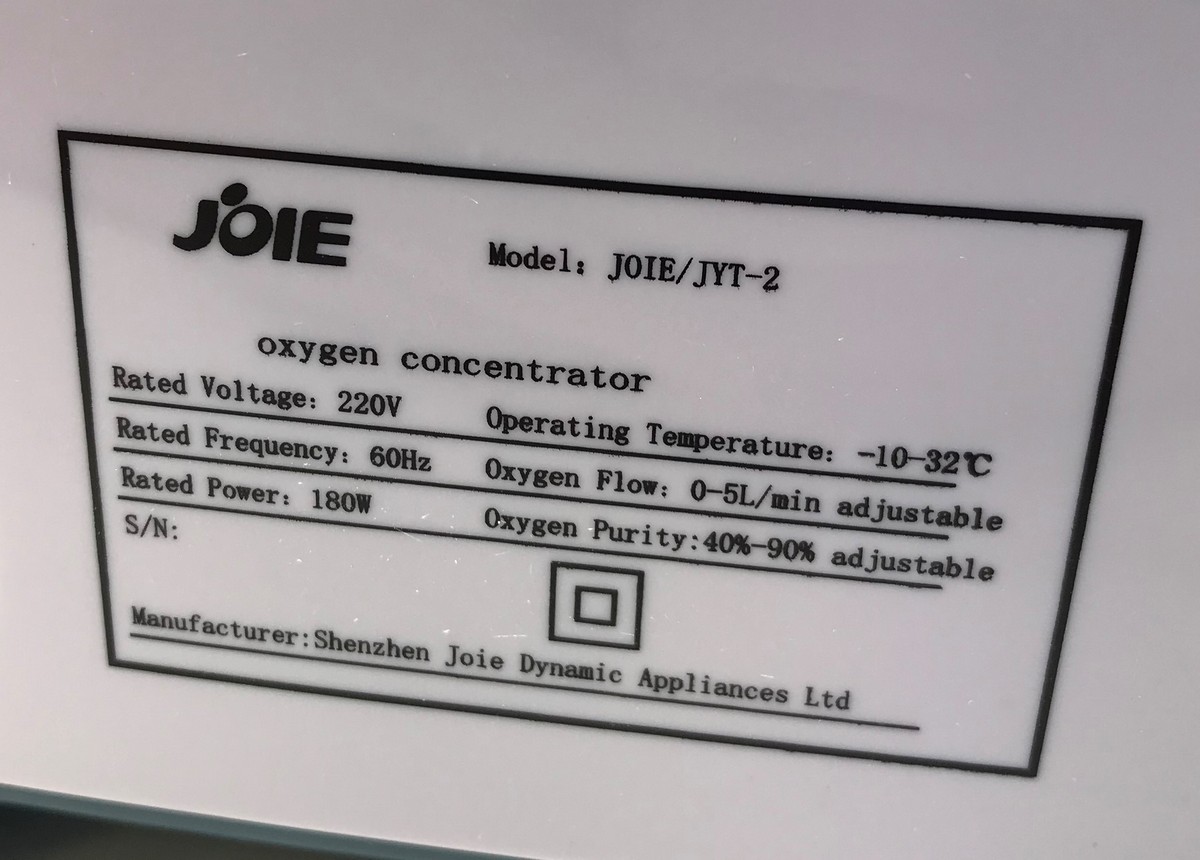 JOIE
Model: JOIE/JYT-2
oxygen concentrator
Rated Voltage: 220V
Operating Temperature: -10-32℃
Rated Frequency: 60Hz
Oxygen Flow: 0-5L/min adjustable
Rated Power: 180W
Oxygen Purity:40%-90% adjustable
S/N:
Manufacturer:Shenzhen Joie Dynamic Appliances Ltd